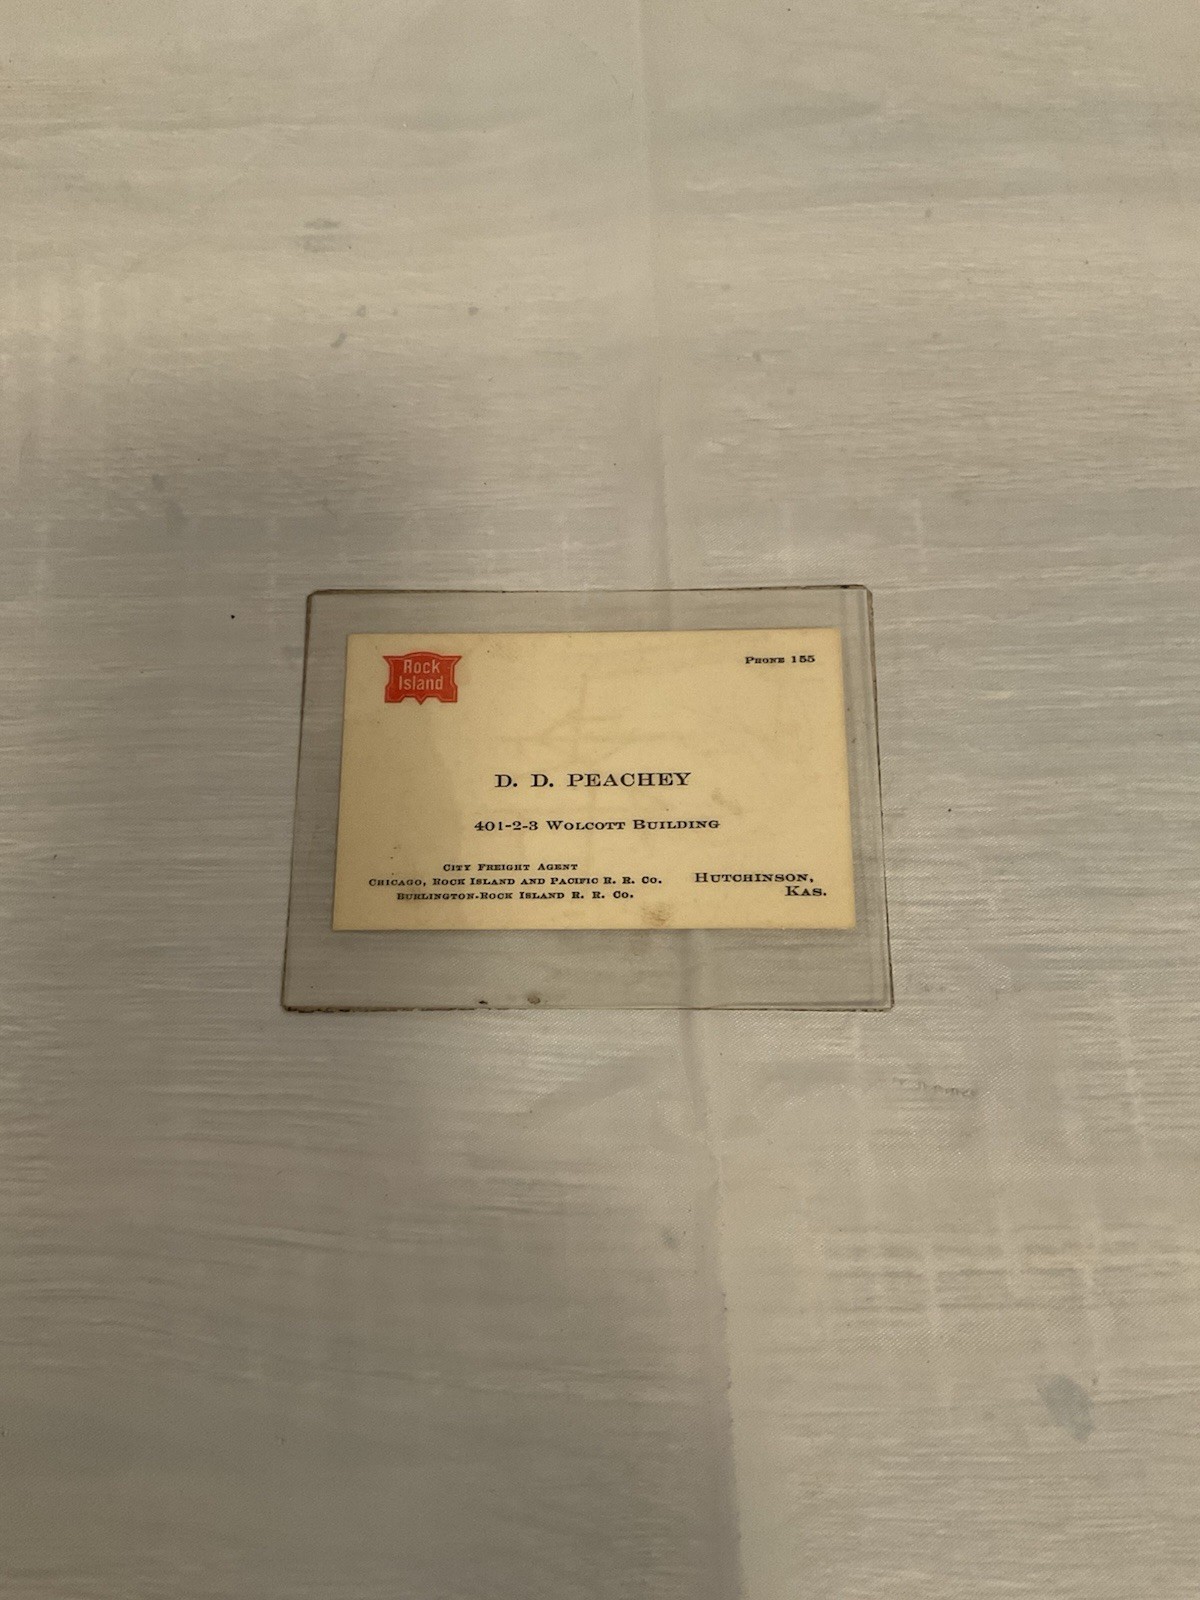 Rock
Island
PHONE 155
D. D. PEACHEY
401-2-3 WOLCOTT BUILDING
CITY FREIGHT AGENT
CHICAGO, ROCK ISLAND AND PACIFIC R. R. CO.
BURLINGTON-ROCK ISLAND R. R. CO.
HUTCHINSON,
KAS.